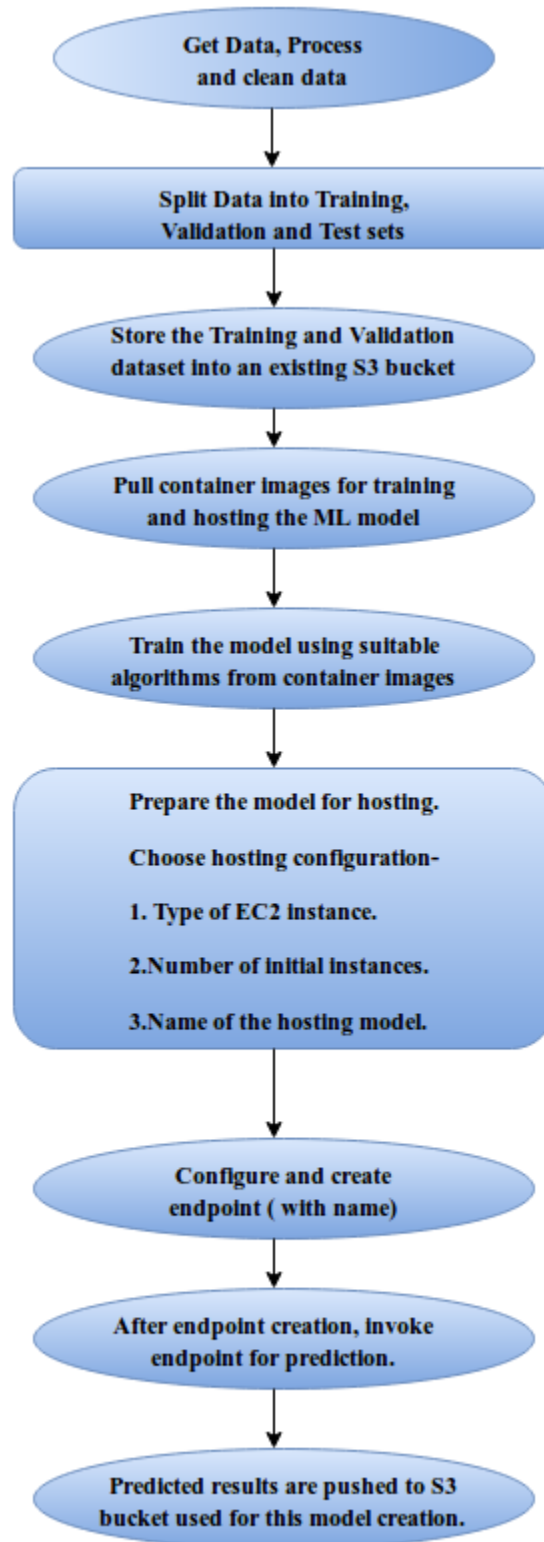 Get Data, Process
and clean data
Split Data into Training,
Validation and Test sets
Store the Training and Validation
dataset into an existing S3 bucket
Pull container images for training
and hosting the ML model
Train the model using suitable
algorithms from container images
Prepare the model for hosting.
Choose hosting configuration-
1. Type of EC2 instance.
2.Number of initial instances.
3.Name of the hosting model.
Configure and create
endpoint ( with name)
After endpoint creation, invoke
endpoint for prediction.
Predicted results are pushed to S3
bucket used for this model creation.